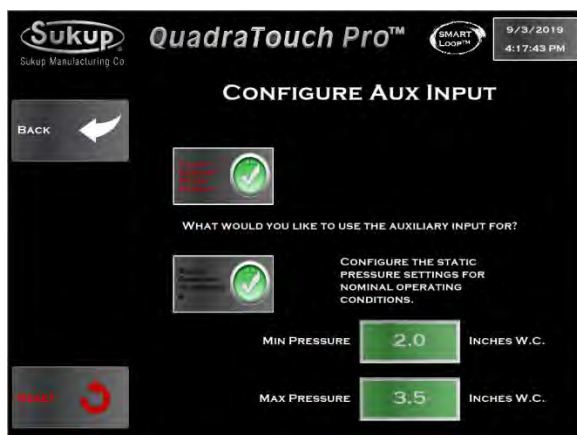 Sukup
Sukup Manufacturing Co
QuadraTouch Pro™
SMART LOOP™
9/3/2019
4:17:43 PM
CONFIGURE AUX INPUT
BACK
WHAT WOULD YOU LIKE TO USE THE AUXILIARY INPUT FOR?
CONFIGURE THE STATIC
PRESSURE SETTINGS FOR
NOMINAL OPERATING
CONDITIONS.
MIN PRESSURE 2.0 INCHES W.C.
RESET
MAX PRESSURE 3.5 INCHES W.C.